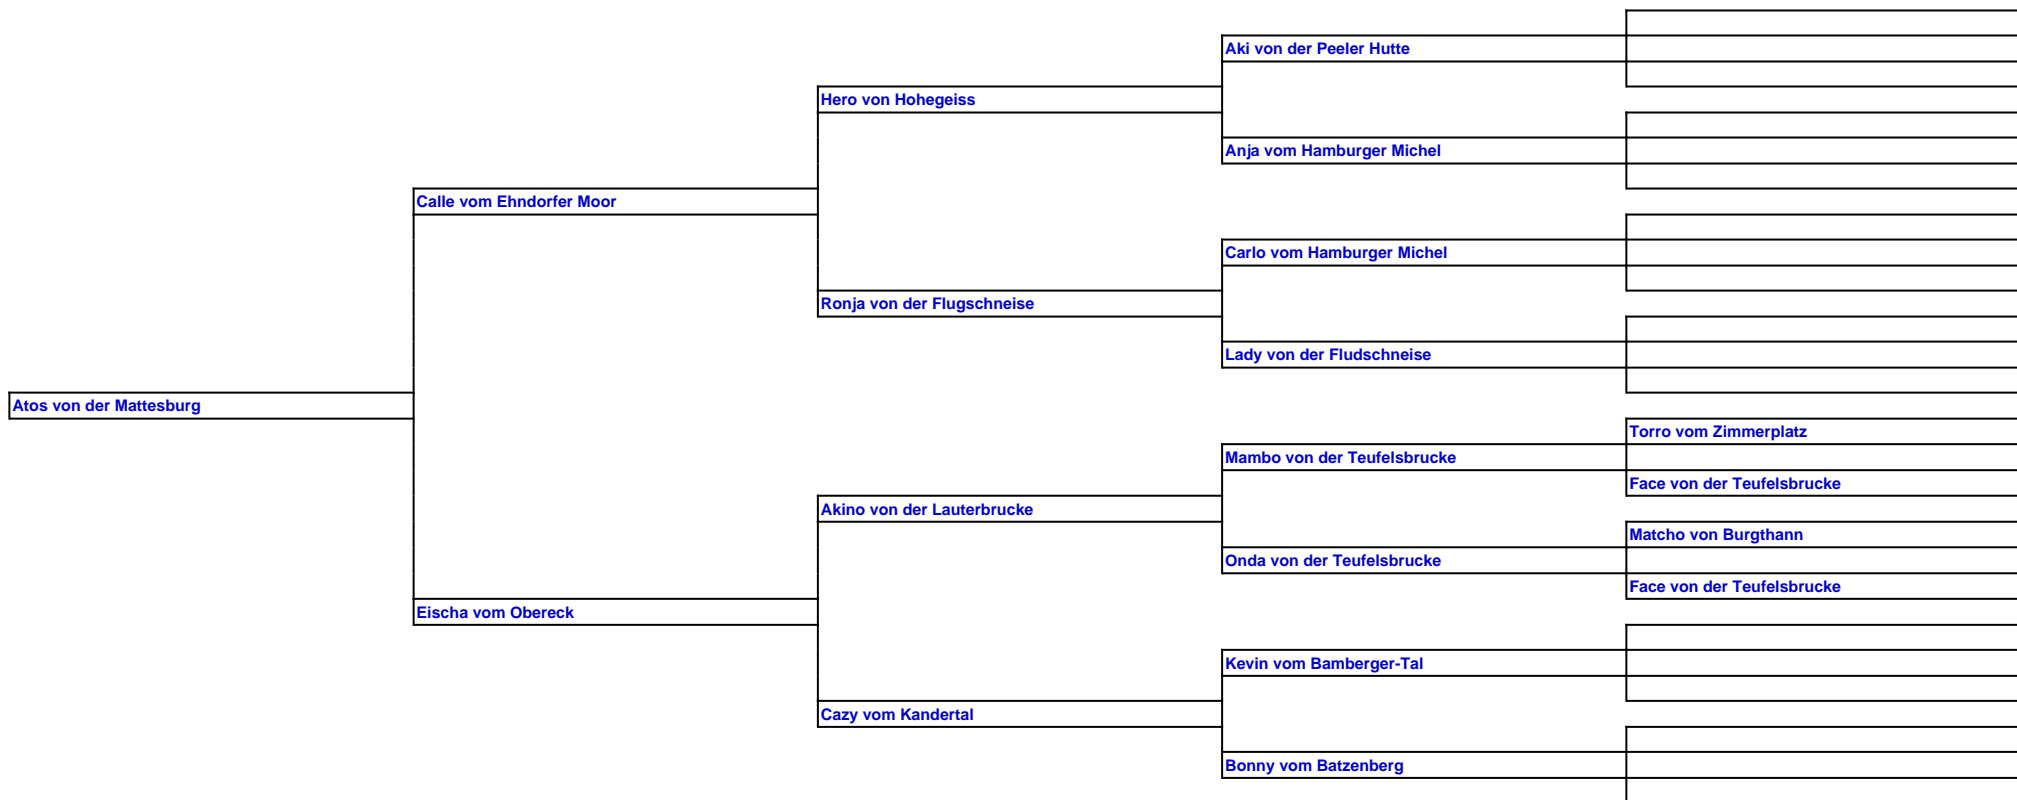 Aki von der Peeler Hutte
Hero von Hohegeiss
Anja vom Hamburger Michel
Calle vom Ehndorfer Moor
Carlo vom Hamburger Michel
Ronja von der Flugschneise
Lady von der Fludschneise
Atos von der Mattesburg
Torro vom Zimmerplatz
Mambo von der Teufelsbrucke
Face von der Teufelsbrucke
Akino von der Lauterbrucke
Matcho von Burgthann
Onda von der Teufelsbrucke
Face von der Teufelsbrucke
Eischa vom Obereck
Kevin vom Bamberger-Tal
Cazy vom Kandertal
Bonny vom Batzenberg